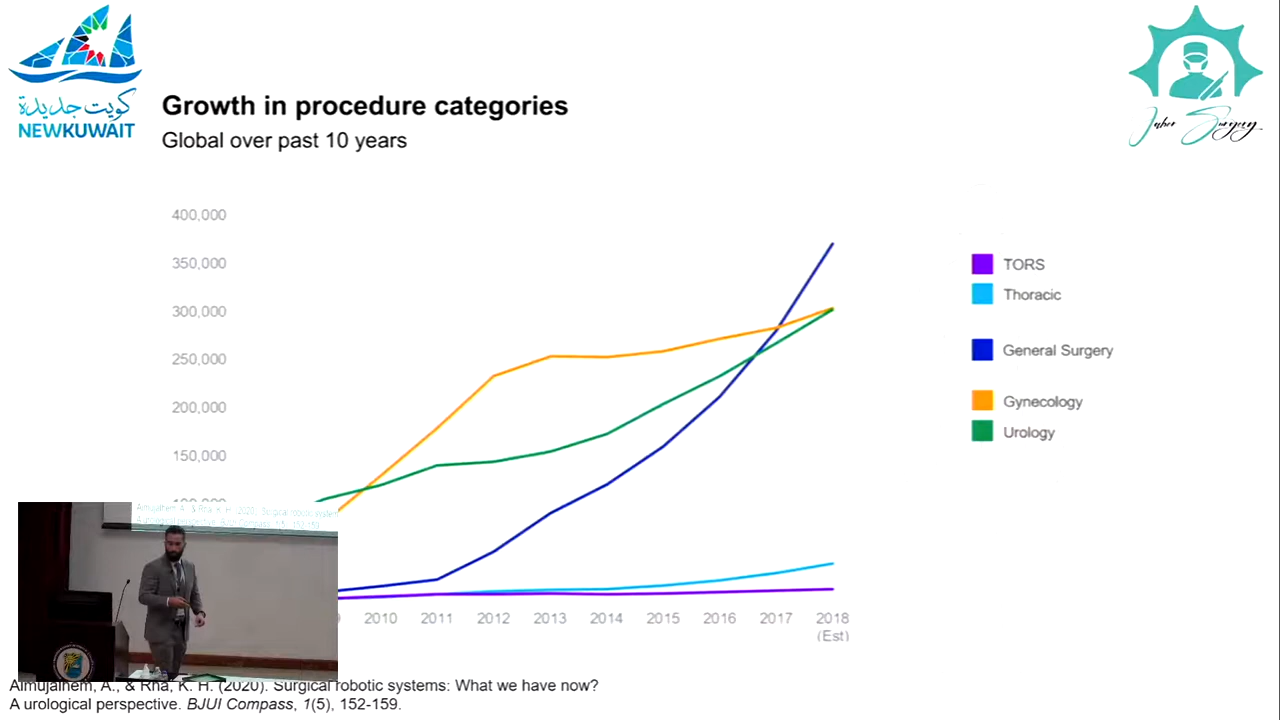 كويت جديدة
NEWKUWAIT
Jaber Surgery
Growth in procedure categories
Global over past 10 years
400,000
350,000
300,000
250,000
200,000
150,000
TORS
Thoracic
General Surgery
Gynecology
Urology
2010 2011 2012 2013 2014 2015 2016 2017 2018
(Est)
Almujalhem, A., & Rha, K. H. (2020). Surgical robotic systems: What we have now?
A urological perspective. BJUI Compass, 1(5), 152-159.